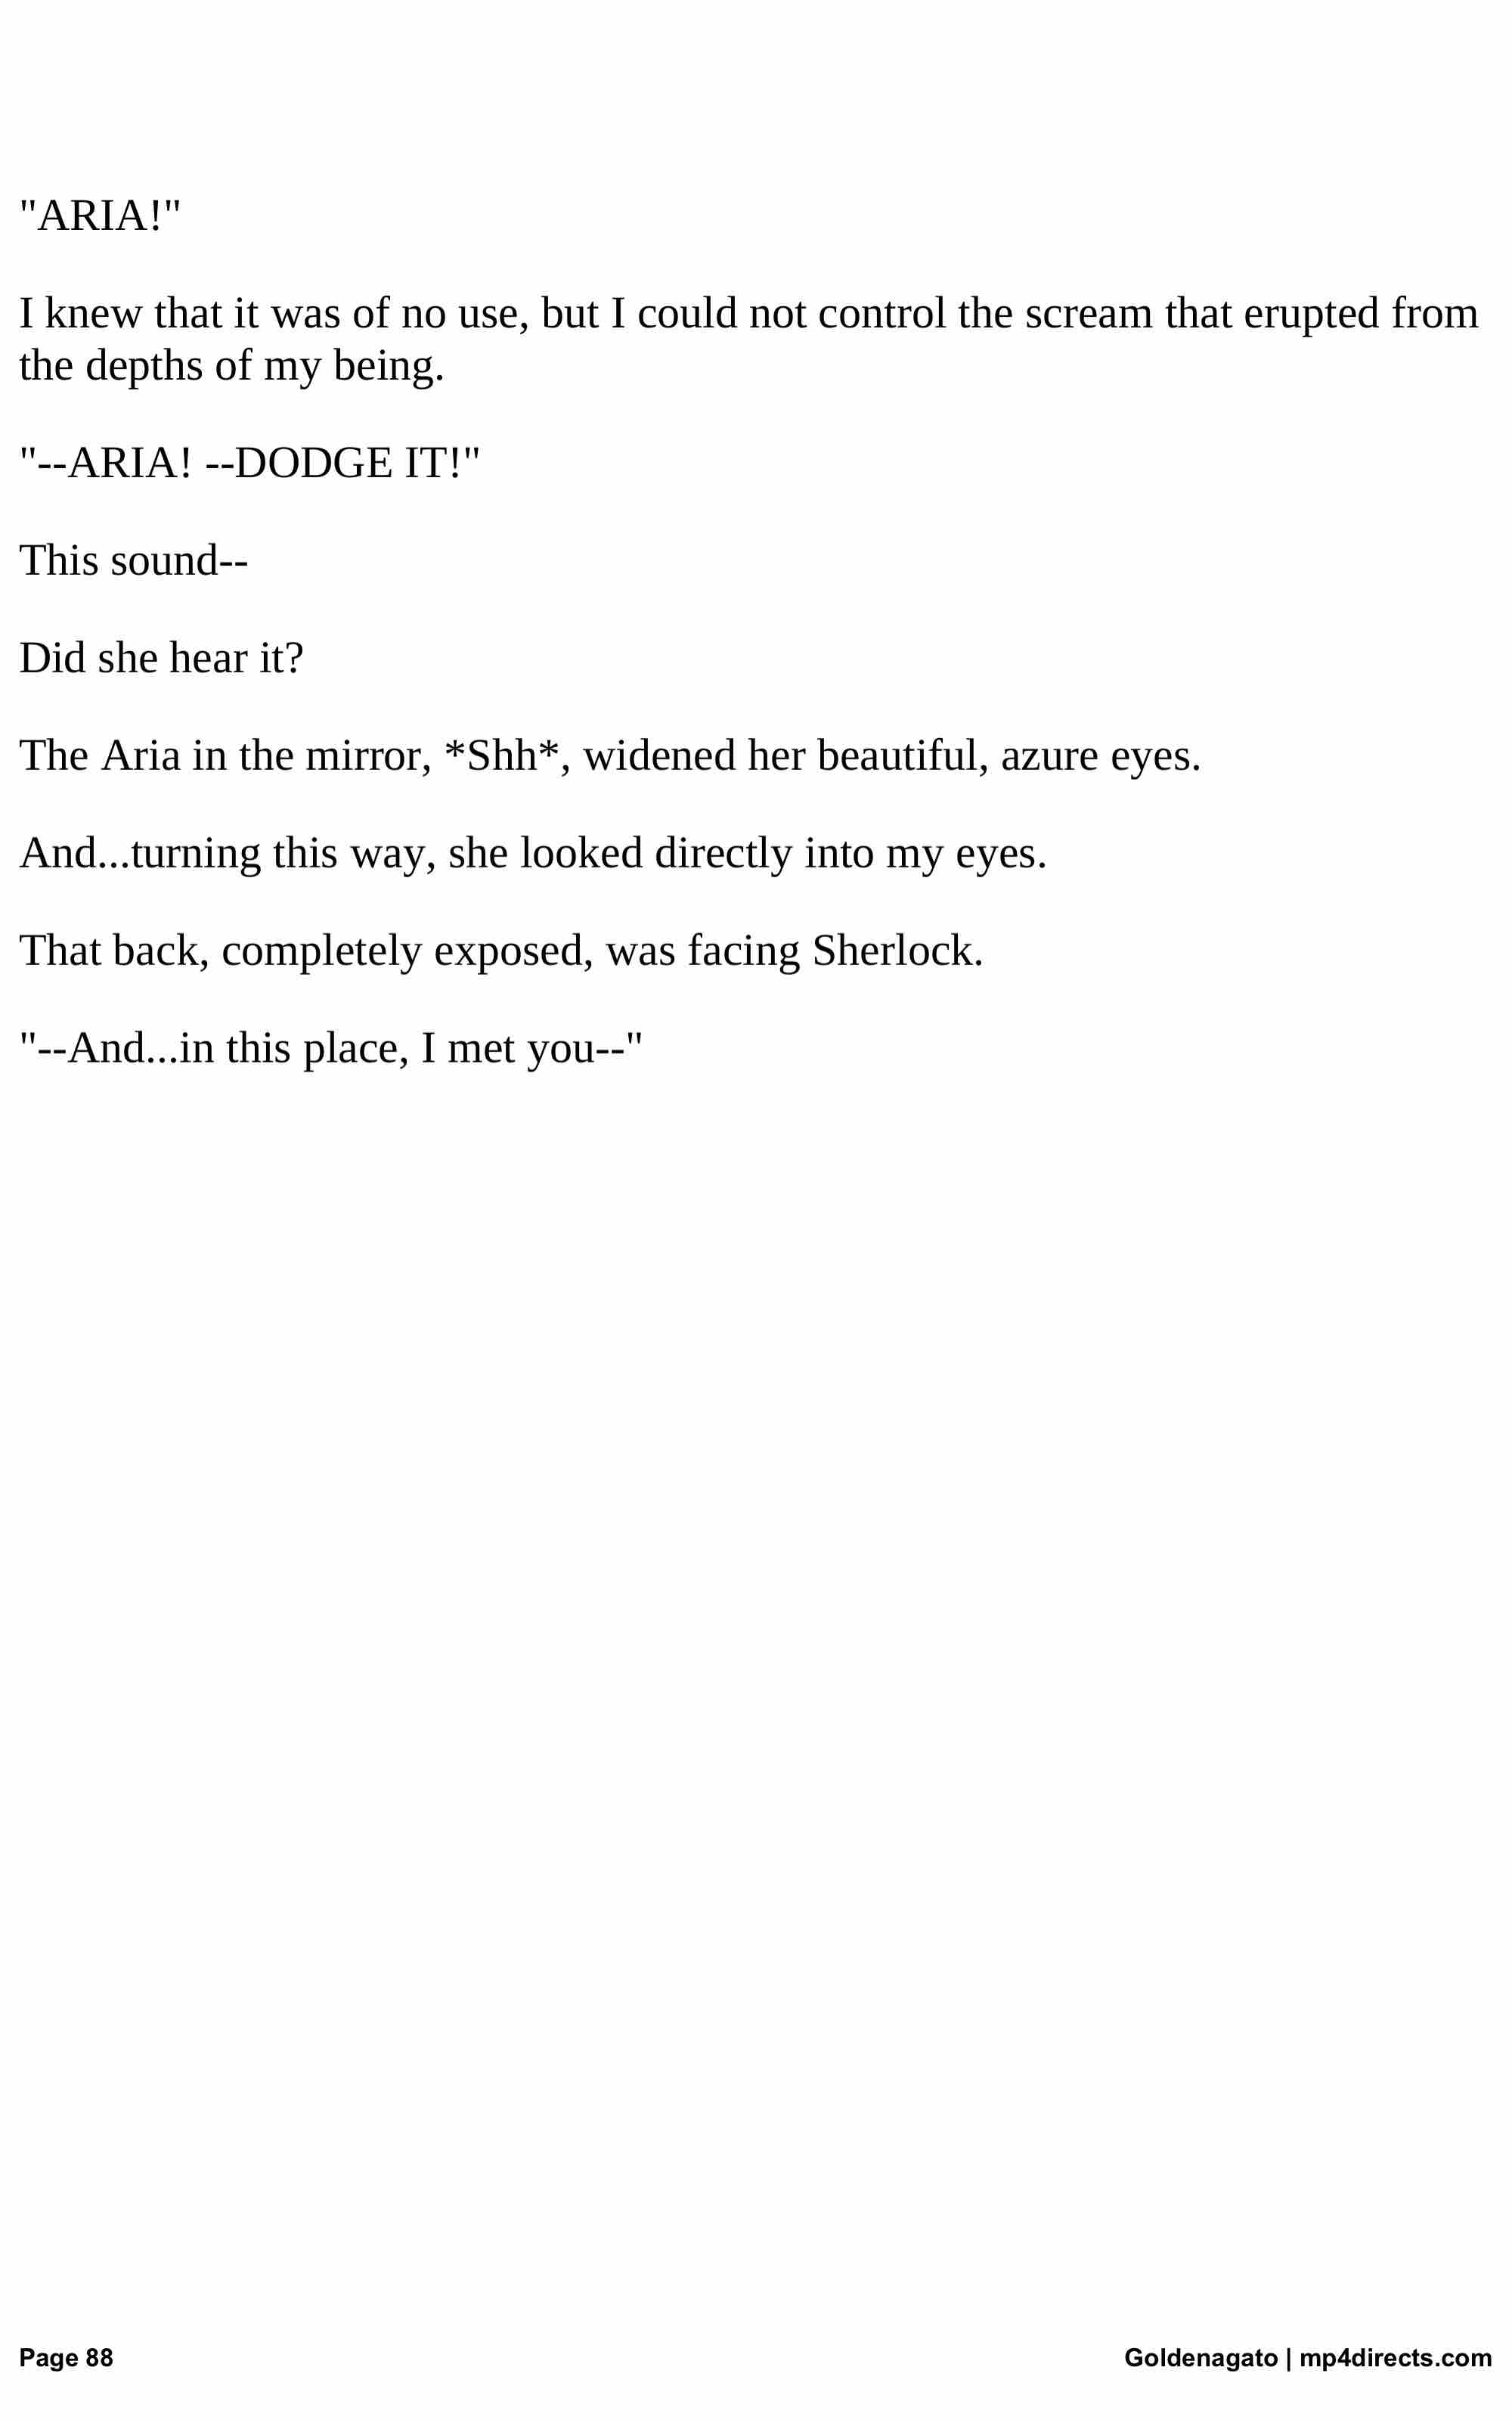 "ARIA!"
I knew that it was of no use, but I could not control the scream that erupted from
the depths of my being.
"--ARIA! --DODGE IT!"
This sound--
Did she hear it?
The Aria in the mirror, *Shh*, widened her beautiful, azure eyes.
And...turning this way, she looked directly into my eyes.
That back, completely exposed, was facing Sherlock.
"--And...in this place, I met you--"
Page 88
Goldenagato | mp4directs.com